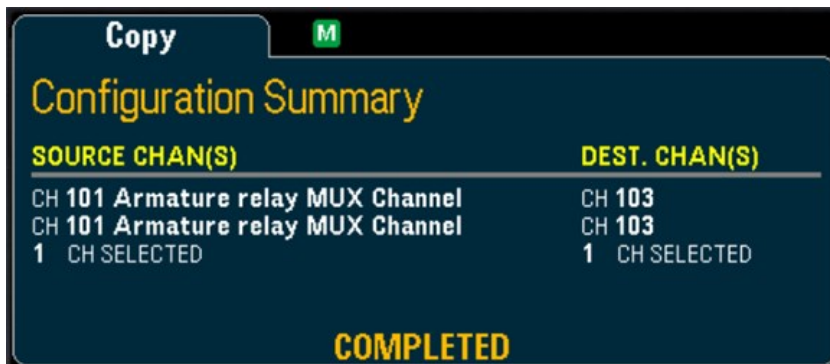 Copy
M
Configuration Summary
SOURCE CHAN(S) DEST. CHAN(S)
CH 101 Armature relay MUX Channel CH 103
CH 101 Armature relay MUX Channel CH 103
1 CH SELECTED 1 CH SELECTED
COMPLETED